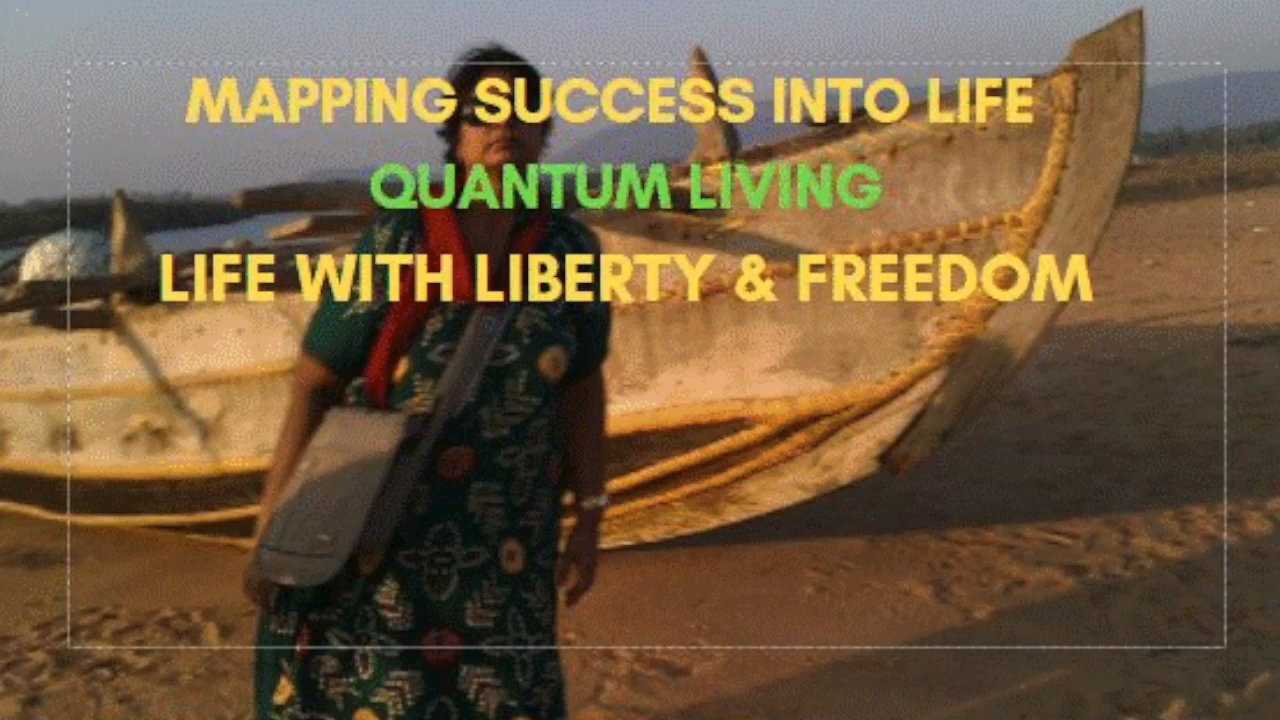 MAPPING SUCCESS INTO LIFE
QUANTUM LIVING
LIFE WITH LIBERTY & FREEDOM